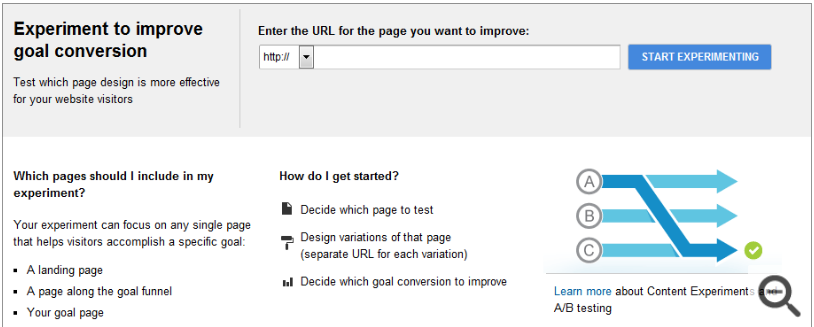 Experiment to improve
goal conversion
Test which page design is more effective
for your website visitors
Enter the URL for the page you want to improve:
http://
START EXPERIMENTING
Which pages should I include in my
experiment?
Your experiment can focus on any single page
that helps visitors accomplish a specific goal:
A landing page
A page along the goal funnel
Your goal page
How do I get started?
Decide which page to test
Design variations of that page
(separate URL for each variation)
Decide which goal conversion to improve
A
B
C
Learn more about Content Experiments and
A/B testing